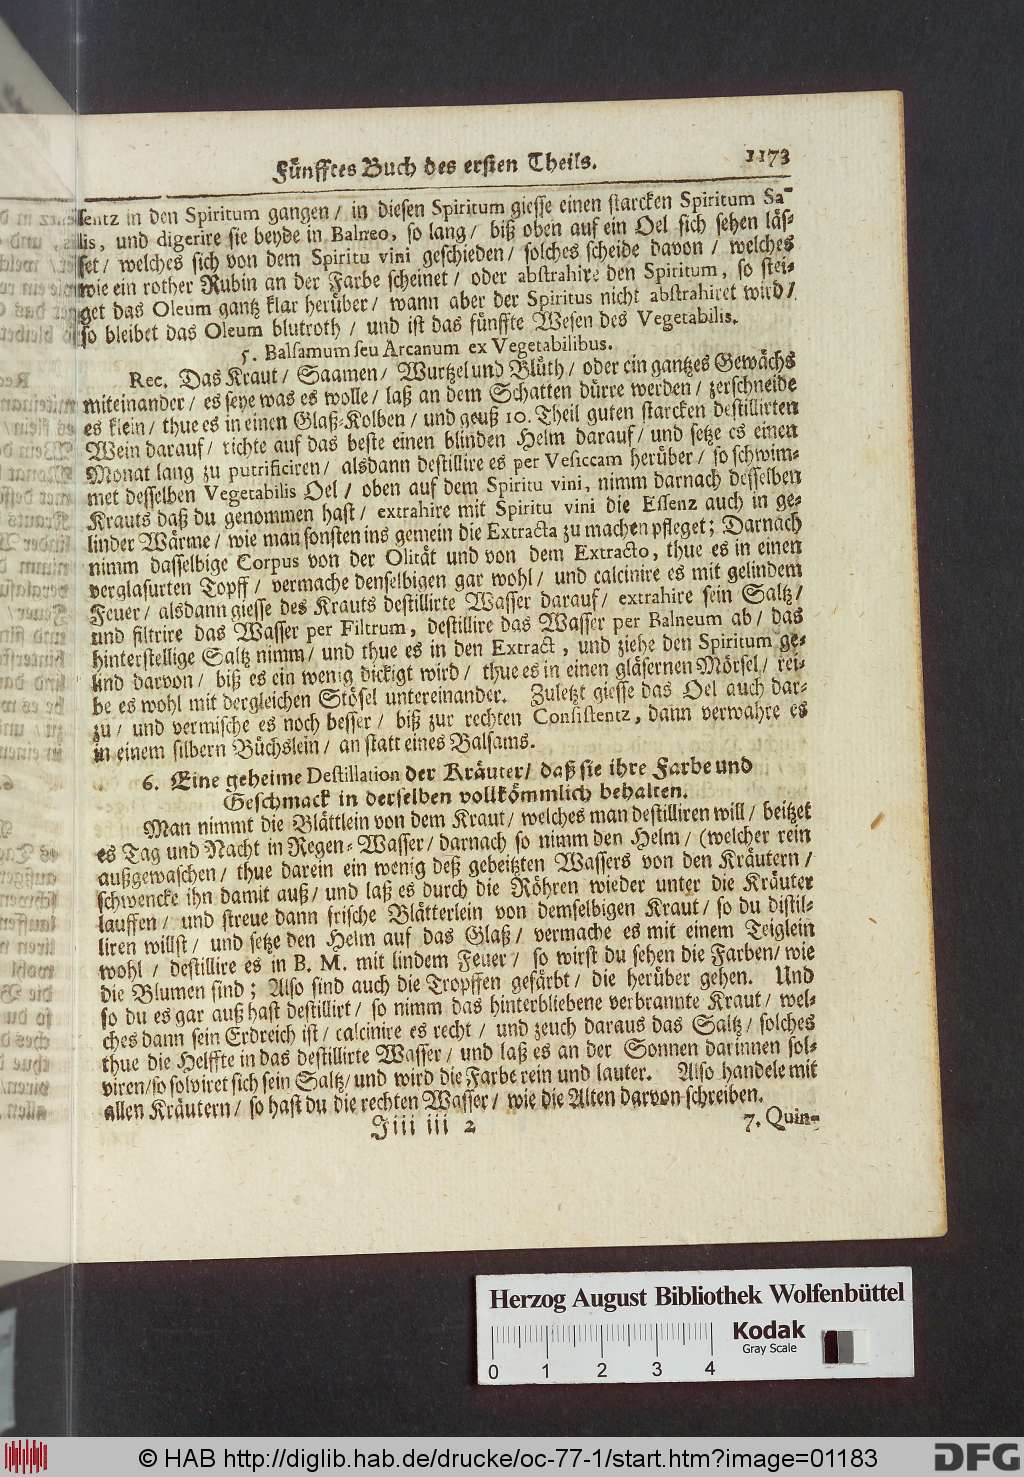 Fünfftes Buch des ersten Theils. 1173
sentz in den Spiritum gangen / in diesen Spiritum giesse einen starcken Spiritum Sa-
lis, und digerire sie beyde in Balneo, so lang / biß oben auf ein Oel sich sehen läs-
set / welches sich von dem Spiritu vini geschieden / solches scheide davon / welches
wie ein rother Rubin an der Farbe scheinet / oder abstrahire den Spiritum, so stei-
get das Oleum gantz klar herüber / wann aber der Spiritus nicht abstrahiret wird /
so bleibet das Oleum blutroth / und ist das fünffte Wesen des Vegetabilis.
5. Balsamum seu Arcanum ex Vegetabilibus.
Rec. Das Kraut / Saamen / Wurtzel und Blüth / oder ein gantzes Gewächs
miteinander / es seye was es wolle / laß an dem Schatten dürre werden / zerschneide
es klein / thue es in einen Glaß-Kolben / und geuß 10. Theil guten starcken destillirten
Wein darauf / richte auf das beste einen blinden Helm darauf / und setze es einen
Monat lang zu putrificiren / alsdann destillire es per Vesiccam herüber / so schwim-
met desselben Vegetabilis Oel / oben auf dem Spiritu vini, nimm darnach desselben
Krauts daß du genommen hast / extrahire mit Spiritu vini die Essenz auch in ge-
linder Wärme / wie man sonsten ins gemein die Extracta zu machen pfleget; Darnach
nimm dasselbige Corpus von der Olität und von dem Extracto, thue es in einen
verglasurten Topff / vermache denselbigen gar wohl / und calcinire es mit gelindem
Feuer / alsdann giesse des Krauts destillirte Wasser darauf / extrahire sein Saltz /
und filtrire das Wasser per Filtrum, destillire das Wasser per Balneum ab / das
hinterstellige Saltz nimm / und thue es in den Extract, und ziehe den Spiritum ge-
lind darvon / biß es ein wenig dickigt wird / thue es in einen gläsernen Mörsel / rei-
be es wohl mit dergleichen Stösel untereinander. Zuletzt giesse das Oel auch dar-
zu / und vermische es noch besser / biß zur rechten Consistentz, dann verwahre es
in einem silbern Büchslein / an statt eines Balsams.
6. Eine geheime Destillation der Kräuter / daß sie ihre Farbe und
Geschmack in derselben vollkömmlich behalten.
Man nimmt die Blättlein von dem Kraut / welches man destilliren will / beitzet
es Tag und Nacht in Regen-Wasser / darnach so nimm den Helm / (welcher rein
außgewaschen / thue darein ein wenig deß gebeitzten Wassers von den Kräutern /
schwencke ihn damit auß / und laß es durch die Röhren wieder unter die Kräuter
lauffen / und streue dann frische Blätterlein von demselbigen Kraut / so du distil-
liren willst / und setze den Helm auf das Glaß / vermache es mit einem Teiglein
wohl / destillire es in B. M. mit lindem Feuer / so wirst du sehen die Farben / wie
die Blumen sind; Also sind auch die Tropffen gefärbt / die herüber gehen. Und
so du es gar auß hast destillirt / so nimm das hinterbliebene verbrannte Kraut / wel-
ches dann sein Erdreich ist / calcinire es recht / und zeuch daraus das Saltz / solches
thue die Helffte in das destillirte Wasser / und laß es an der Sonnen darinnen sol-
viren / so solviret sich sein Saltz / und wird die Farbe rein und lauter. Also handele mit
allen Kräutern / so hast du die rechten Wasser / wie die Alten darvon schreiben.
Jiii iii 2 7. Quin-
Herzog August Bibliothek Wolfenbüttel
Kodak
Gray Scale
0 1 2 3 4
© HAB http://diglib.hab.de/drucke/oc-77-1/start.htm?image=01183
DFG